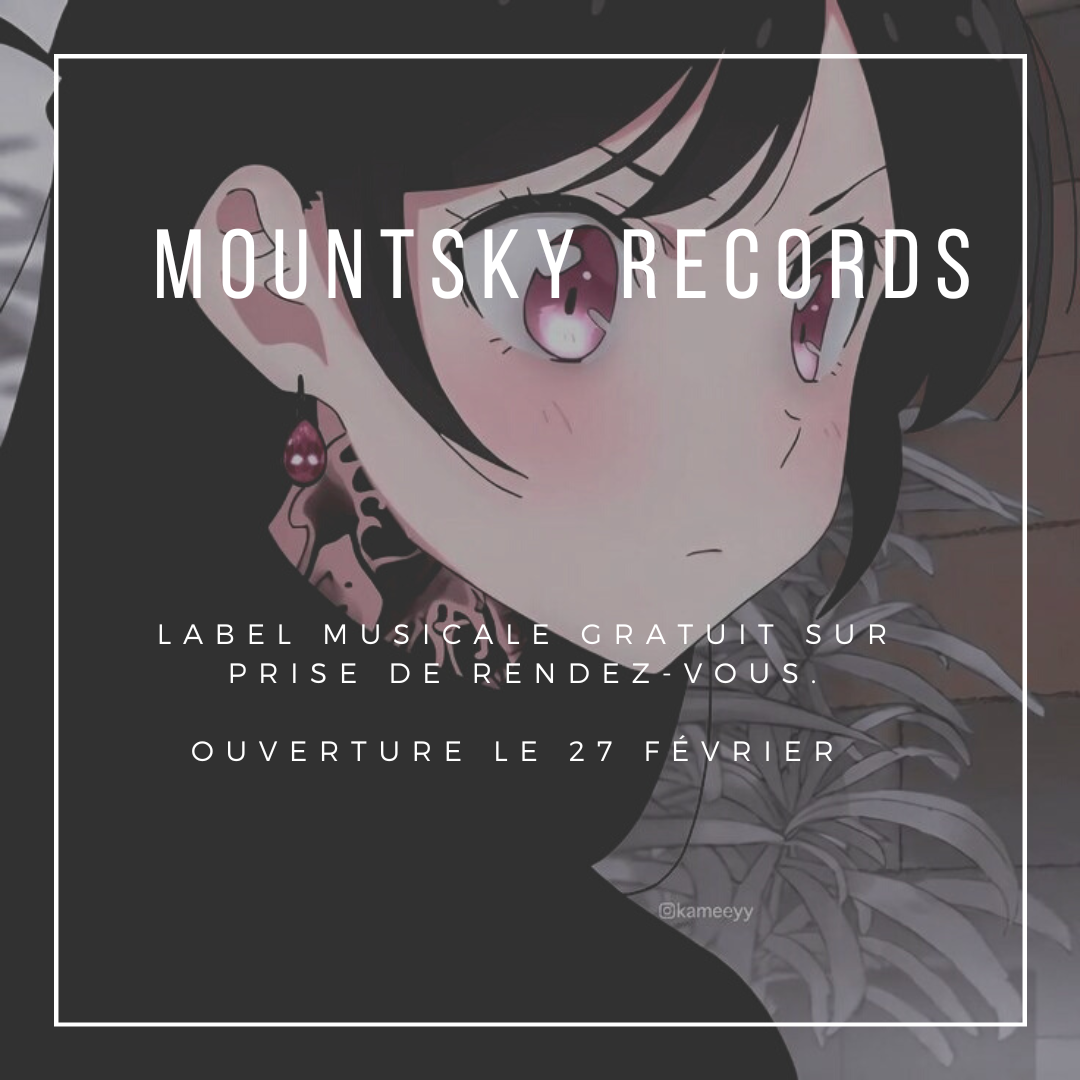 MOUNTSKY RECORDS
LABEL MUSICALE GRATUIT SUR
PRISE DE RENDEZ-VOUS.
OUVERTURE LE 27 FÉVRIER
kameeyy